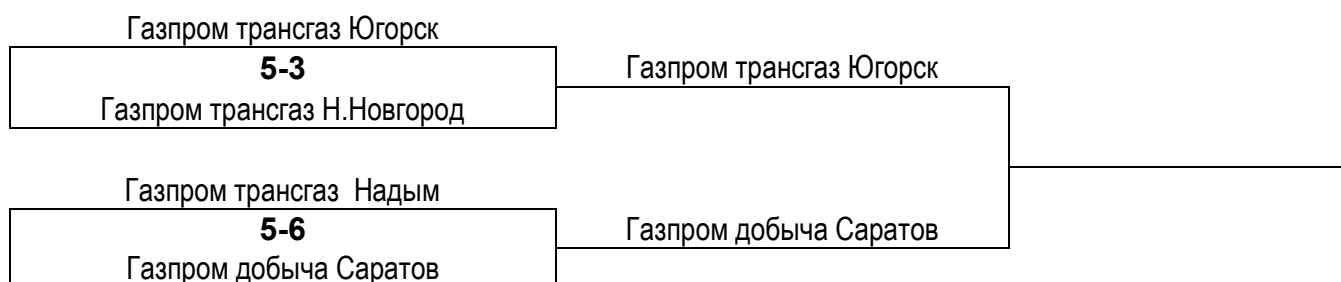 Газпром трансгаз Югорск
5-3
Газпром трансгаз Югорск
Газпром трансгаз Н.Новгород
Газпром трансгаз Надым
5-6
Газпром добыча Саратов
Газпром добыча Саратов